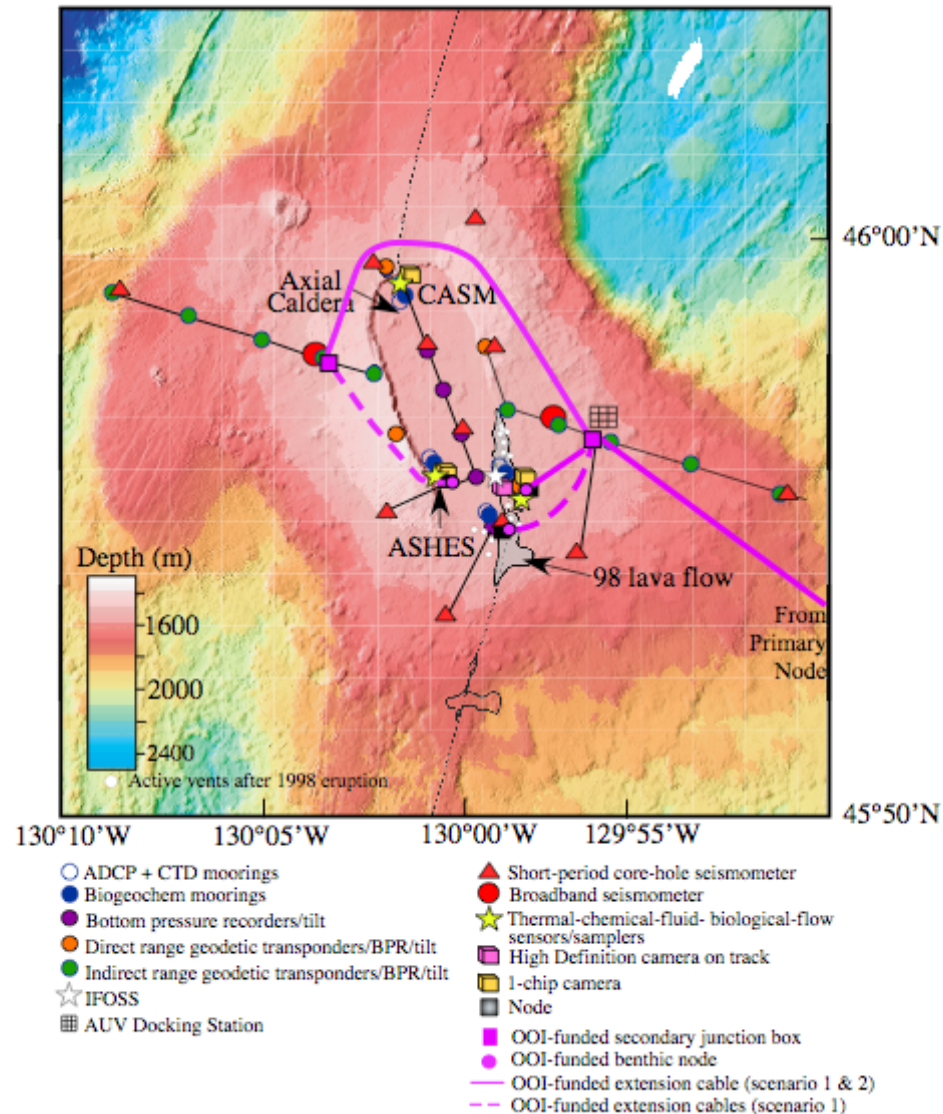 46°00'N
Axial
Caldera
CASM
ASHES
98 lava flow
Depth (m)
1600
2000
2400
From
Primary
Node
Active vents after 1998 eruption
45°50'N
130°10'W
130°05'W
130°00'W
129°55'W
ADCP + CTD moorings
Biogeochem moorings
Bottom pressure recorders/tilt
Direct range geodetic transponders/BPR/tilt
Indirect range geodetic transponders/BPR/tilt
IFOSS
AUV Docking Station
Short-period core-hole seismometer
Broadband seismometer
Thermal-chemical-fluid- biological-flow
sensors/samplers
High Definition camera on track
1-chip camera
Node
OOI-funded secondary junction box
OOI-funded benthic node
OOI-funded extension cable (scenario 1 & 2)
OOI-funded extension cables (scenario 1)